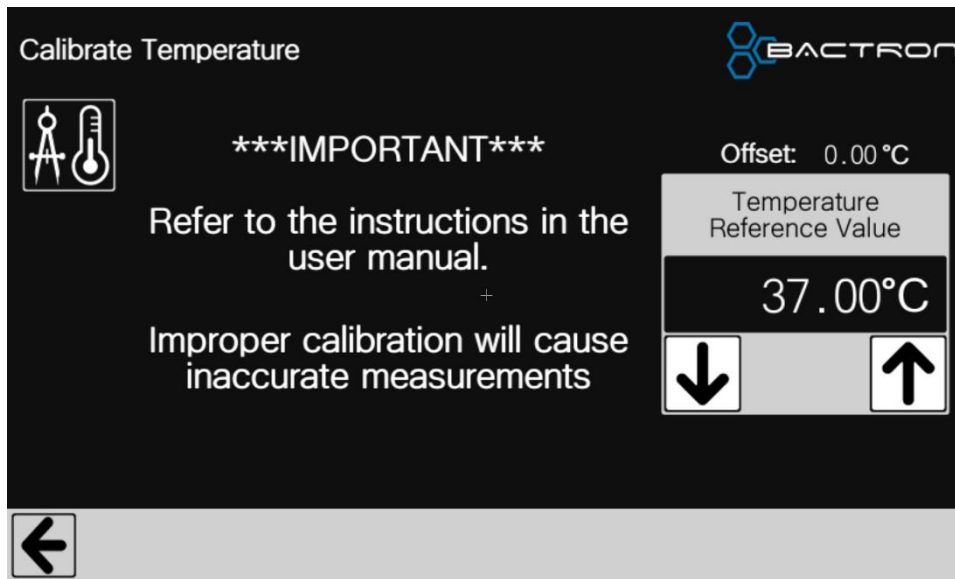 Calibrate Temperature
BACTRON
***IMPORTANT***
Refer to the instructions in the
user manual.
Improper calibration will cause
inaccurate measurements
Offset: 0.00 °C
Temperature
Reference Value
37.00°C